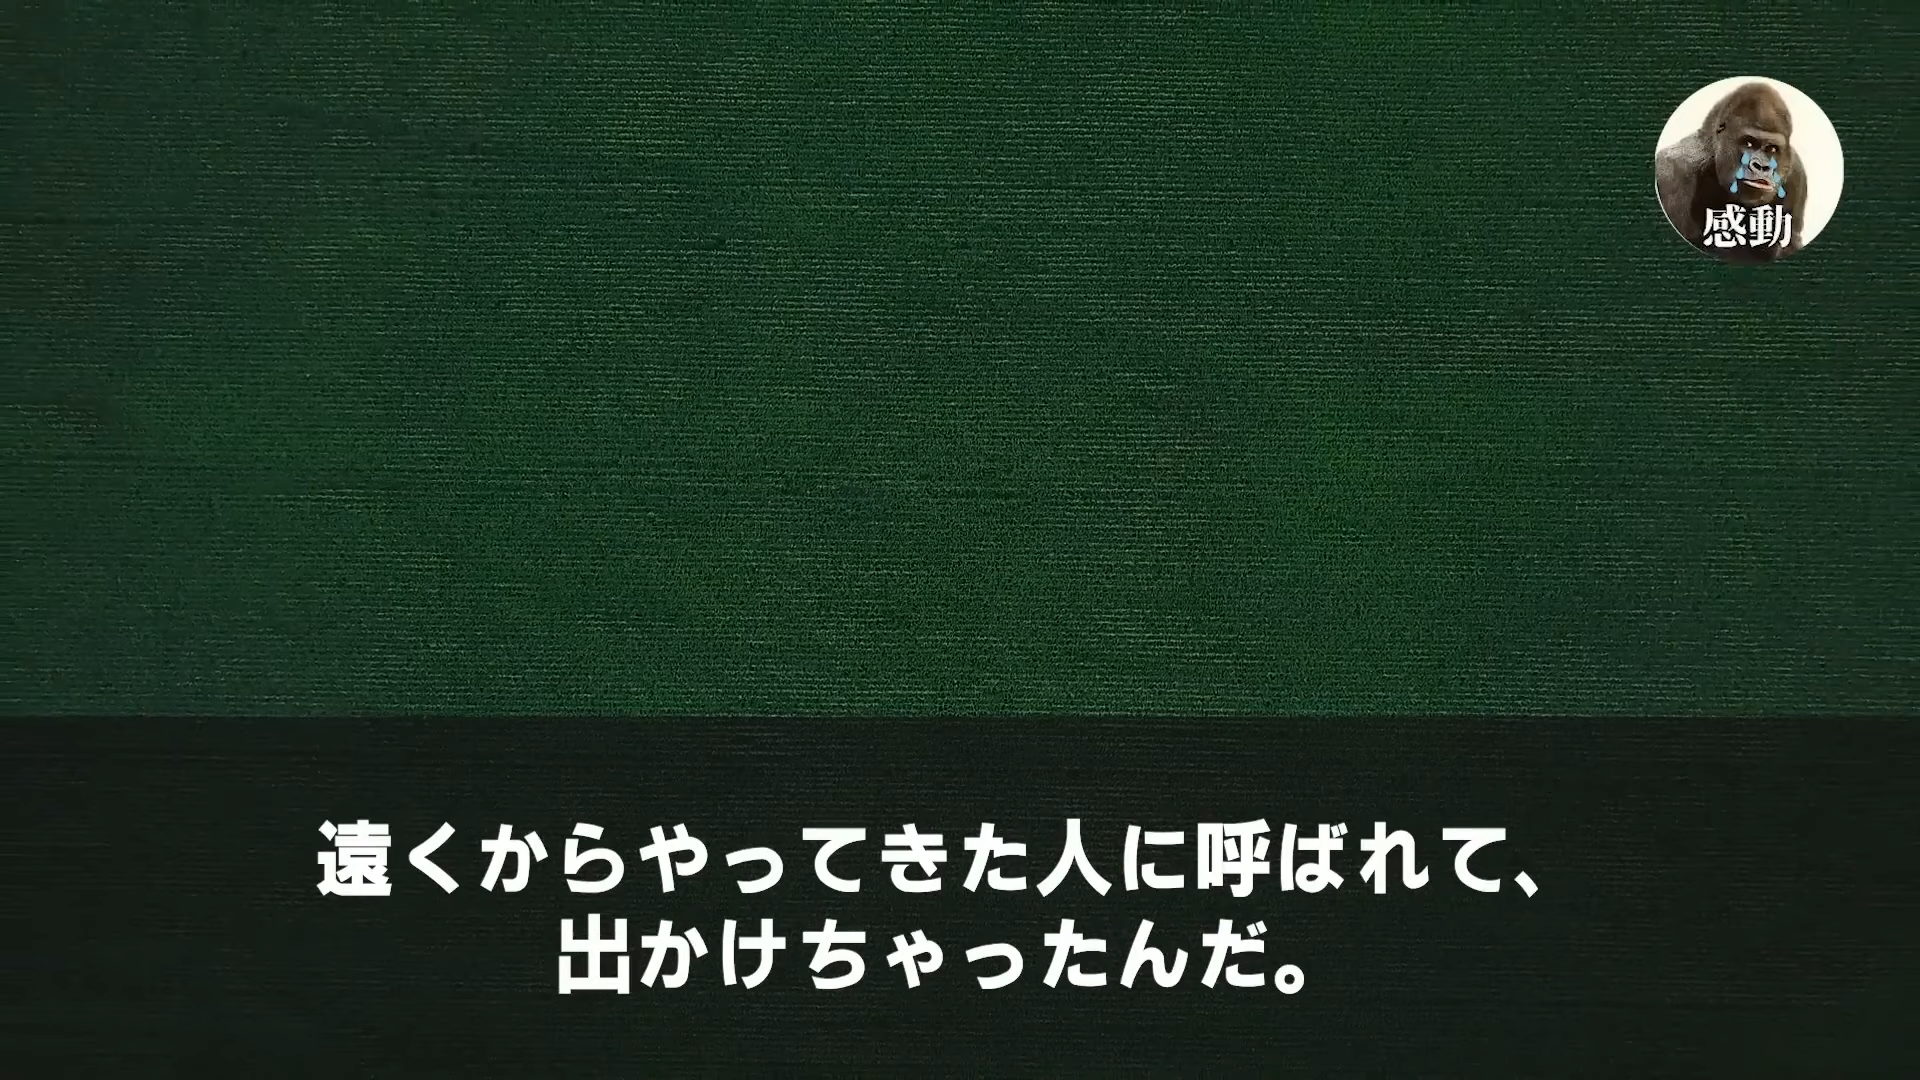 感動
遠くからやってきた人に呼ばれて、
出かけちゃったんだ。